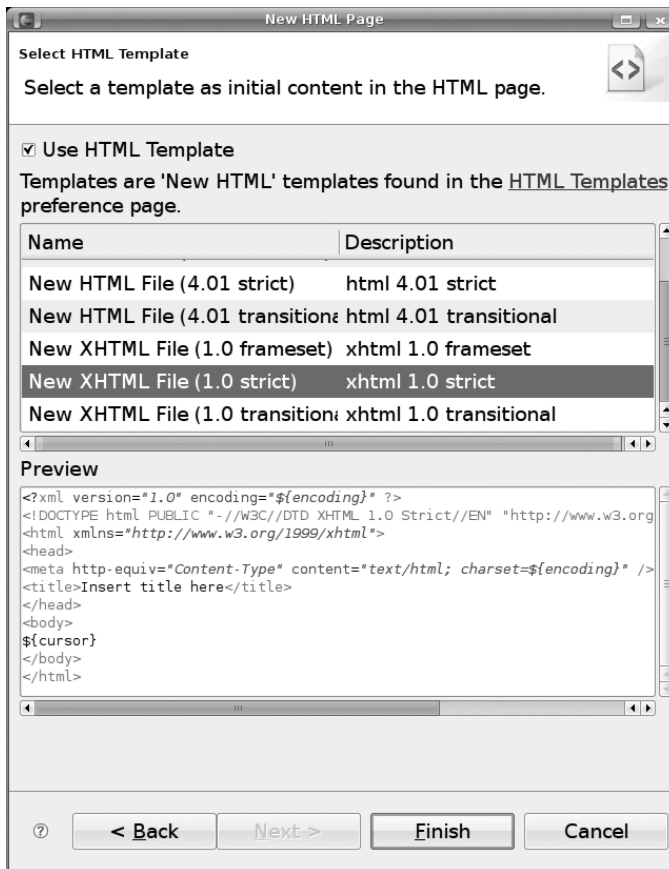 New HTML Page
Select HTML Template
Select a template as initial content in the HTML page.
Use HTML Template
Templates are 'New HTML' templates found in the HTML Templates
preference page.
Name Description
New HTML File (4.01 strict) html 4.01 strict
New HTML File (4.01 transitiona html 4.01 transitional
New XHTML File (1.0 frameset) xhtml 1.0 frameset
New XHTML File (1.0 strict) xhtml 1.0 strict
New XHTML File (1.0 transitiona xhtml 1.0 transitional
Preview
<?xml version="1.0" encoding="${encoding}" ?>
<!DOCTYPE html PUBLIC "-//W3C//DTD XHTML 1.0 Strict//EN" "http://www.w3.org
<html xmlns="http://www.w3.org/1999/xhtml">
<head>
<meta http-equiv="Content-Type" content="text/html; charset=${encoding}" />
<title>Insert title here</title>
</head>
<body>
${cursor}
</body>
</html>
< Back Next > Finish Cancel